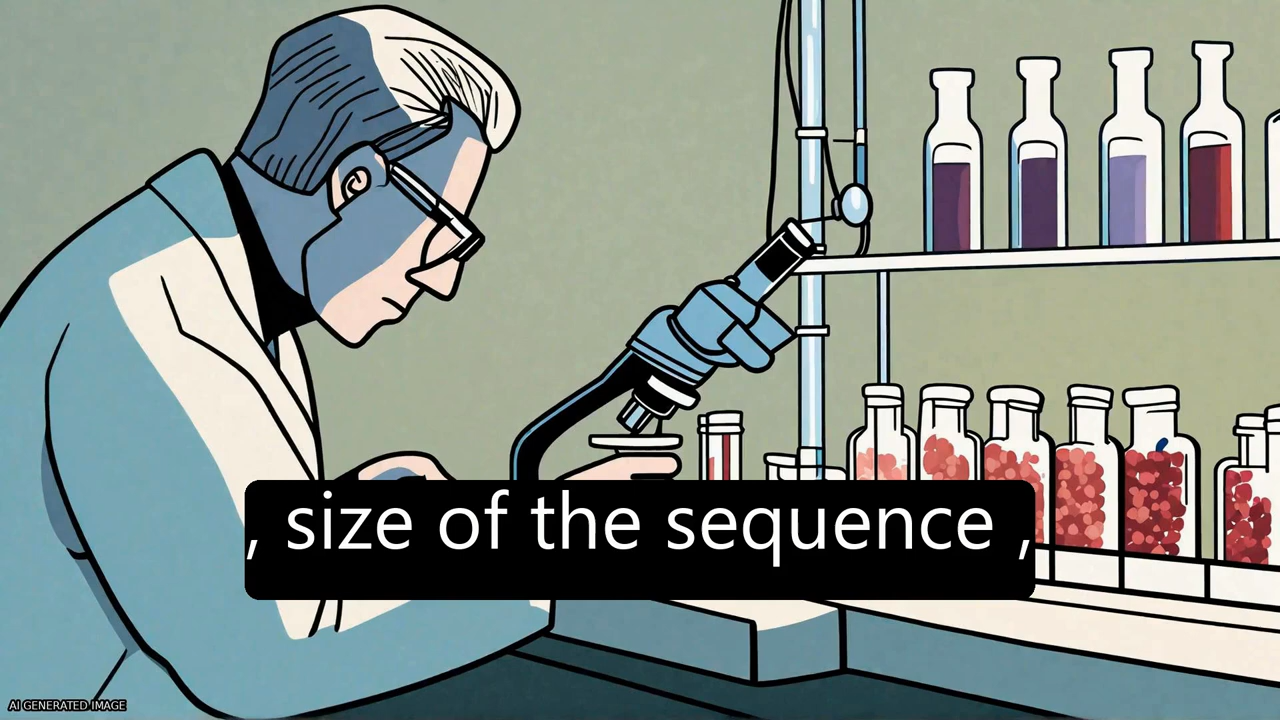 , size of the sequence ,
AI GENERATED IMAGE